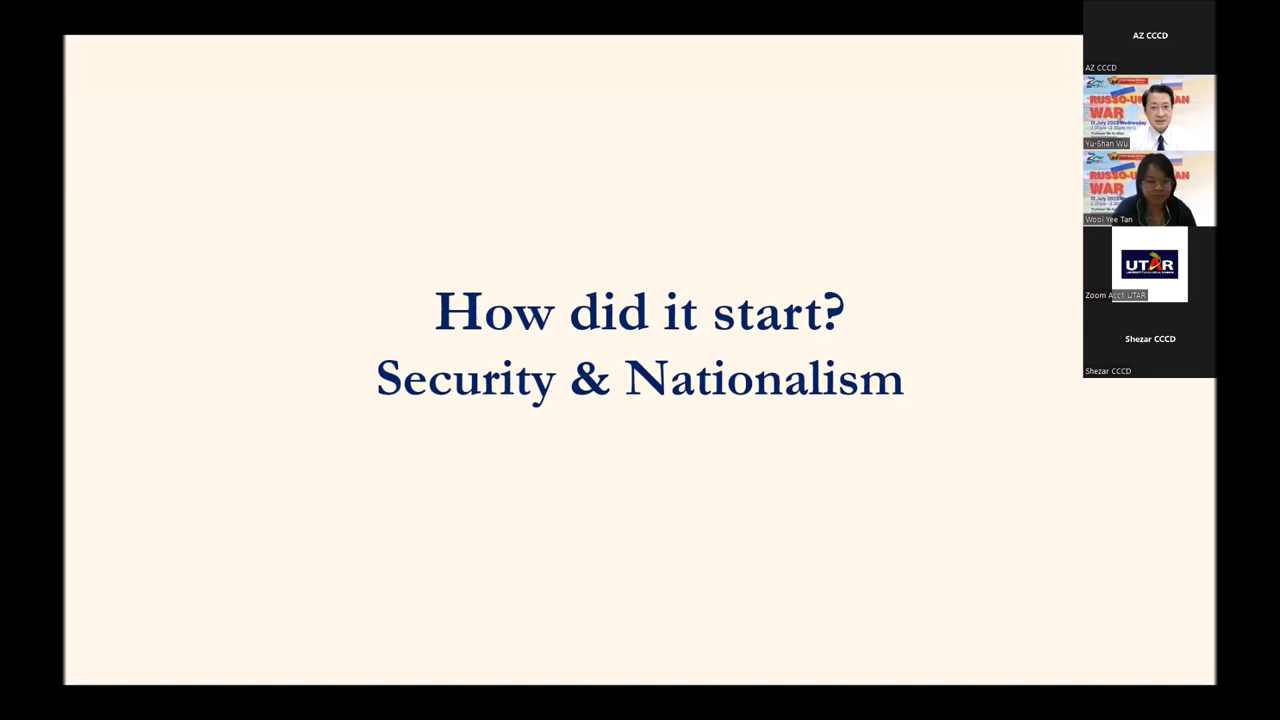 How did it start?
Security & Nationalism
AZ CCCD
AZ CCCD
RUSSO-U
AN
WAR
Yu-Shan Wu
RUSSO-U
AN
WAR
Wooi Yee Tan
UTAR
Zoom Acc1 UTAR
Shezar CCCD
Shezar CCCD